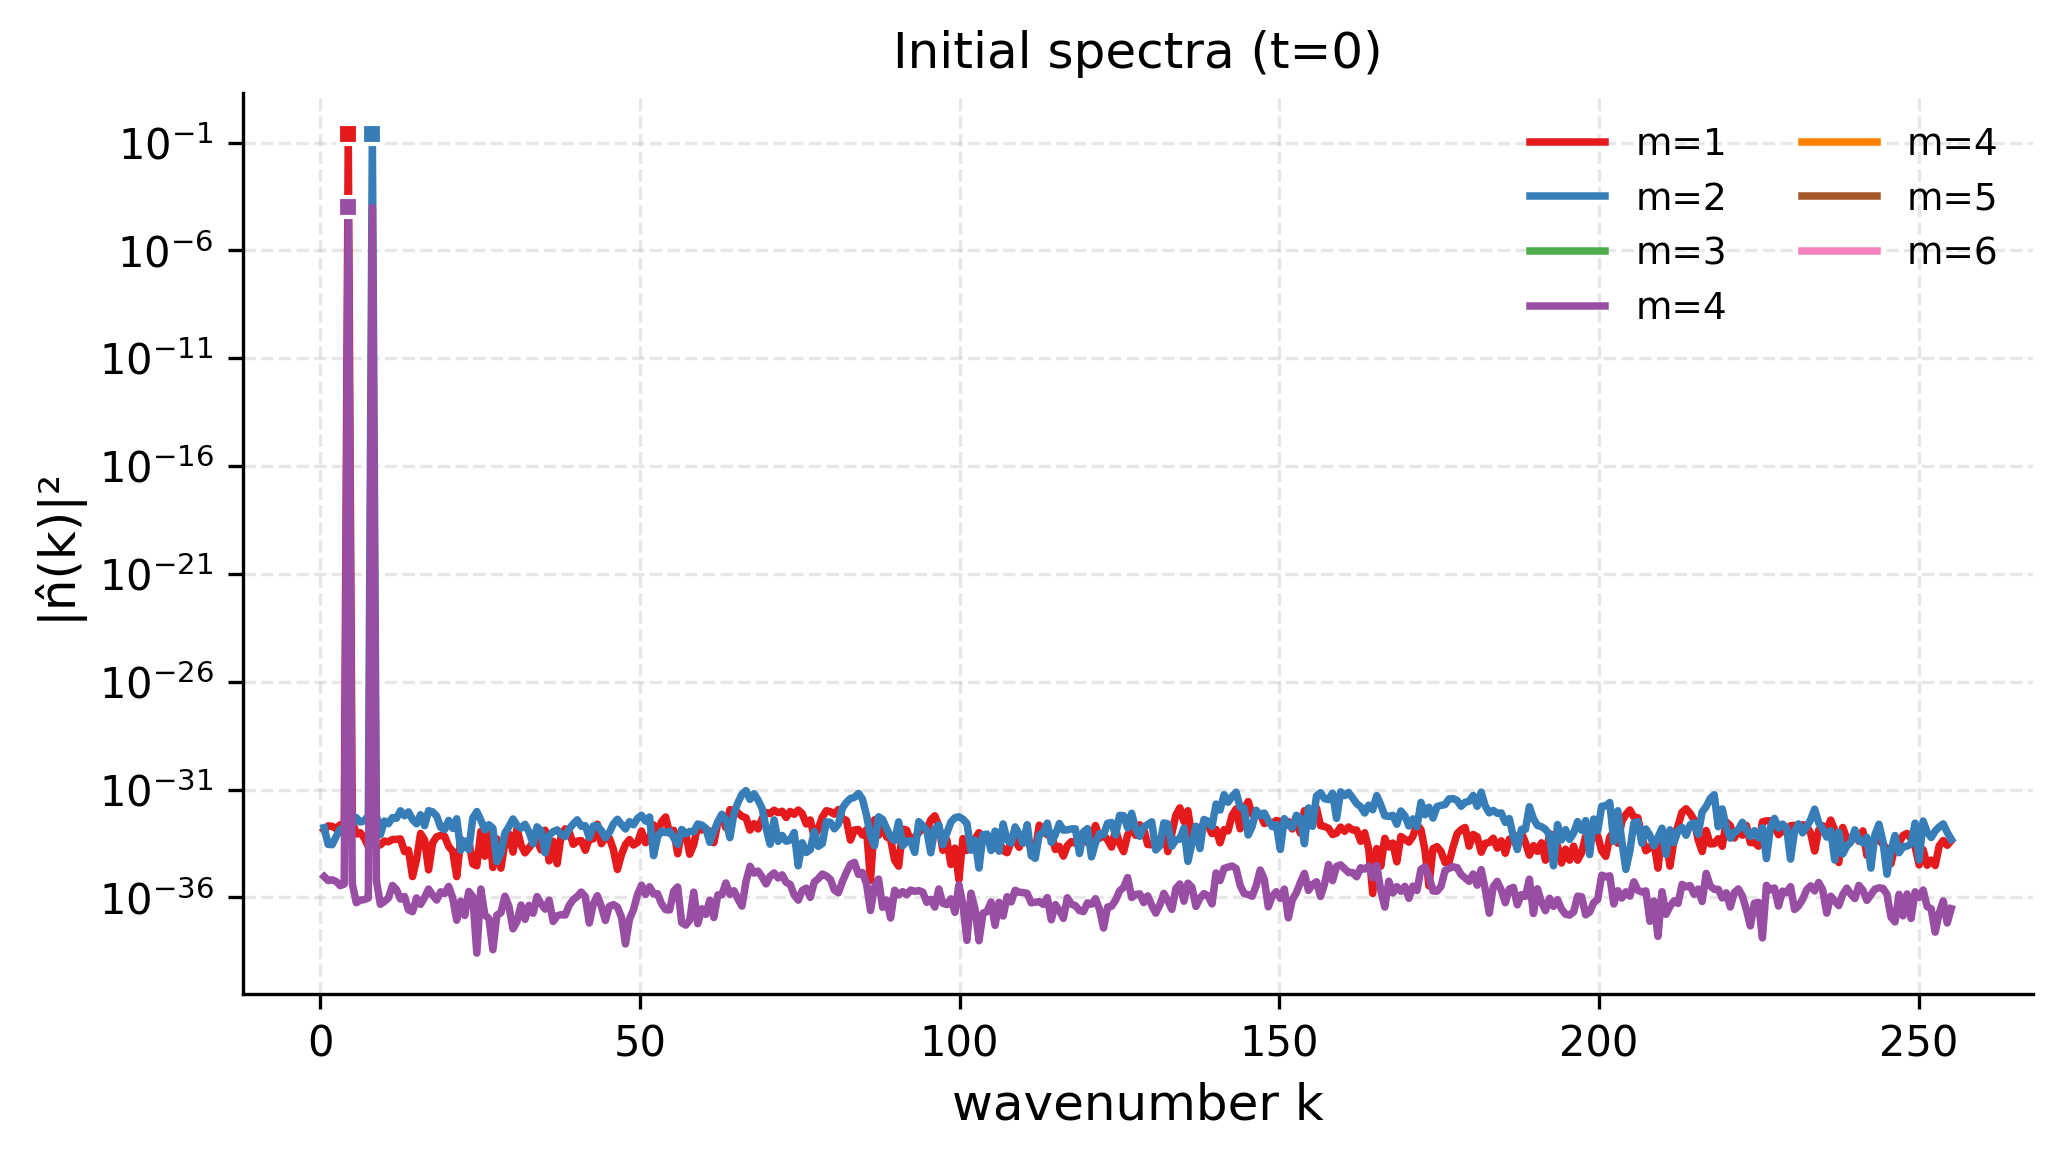 Initial spectra (t=0)
|n̂(k)|²
10⁻¹
10⁻⁶
10⁻¹¹
10⁻¹⁶
10⁻²¹
10⁻²⁶
10⁻³¹
10⁻³⁶
m=1
m=2
m=3
m=4
m=4
m=5
m=6
0 50 100 150 200 250
wavenumber k